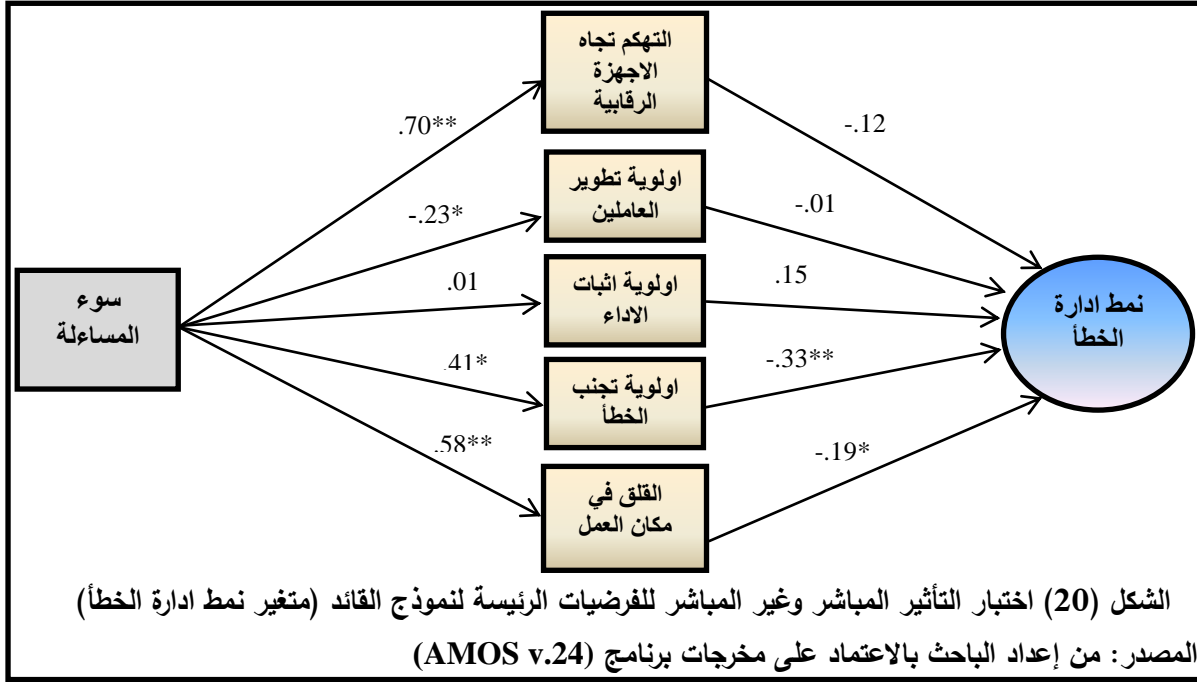 التهكم تجاه
الاجهزة
الرقابية
.70**
-.12
اولوية تطوير
العاملين
-.23*
-.01
سوء
المساءلة
.01
اولوية اثبات
الاداء
.15
نمط ادارة
الخطأ
.41*
اولوية تجنب
الخطأ
-.33**
.58**
القلق في
مكان العمل
-.19*
الشكل (20) اختبار التأثير المباشر وغير المباشر للفرضيات الرئيسة لنموذج القائد (متغير نمط ادارة الخطأ)
المصدر: من إعداد الباحث بالاعتماد على مخرجات برنامج (AMOS v.24)